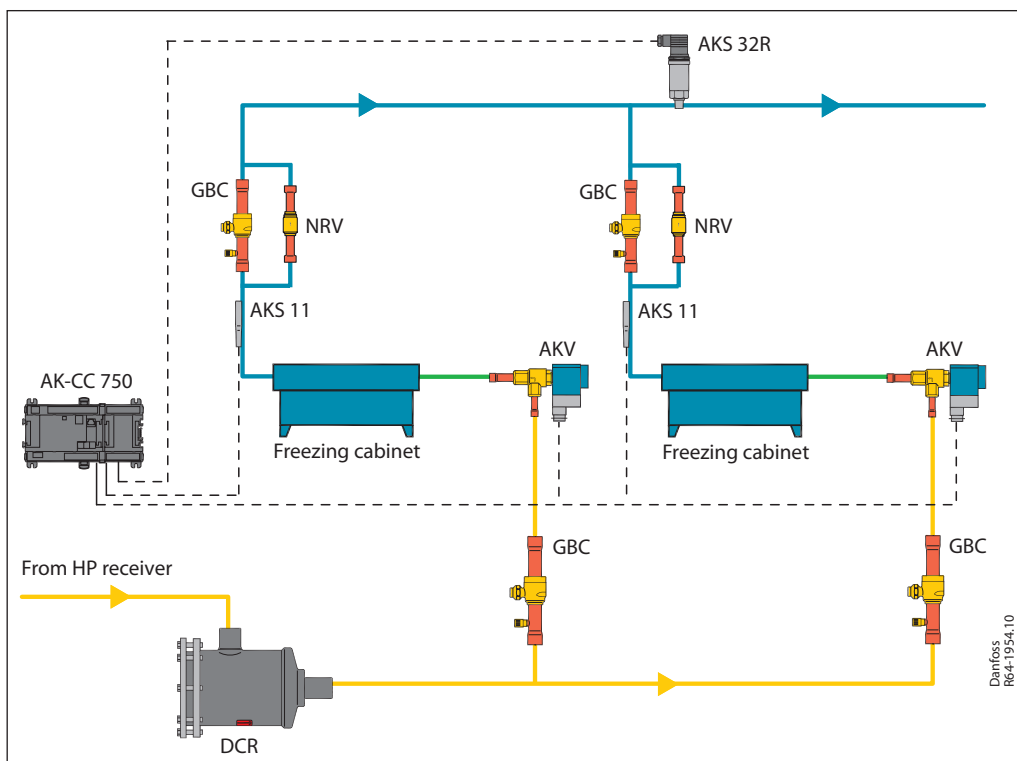 AKS 32R
GBC
NRV
GBC
NRV
AKS 11
AKS 11
AKV
AKV
AK-CC 750
Freezing cabinet
Freezing cabinet
GBC
GBC
From HP receiver
DCR
Danfoss
R64-1954.10